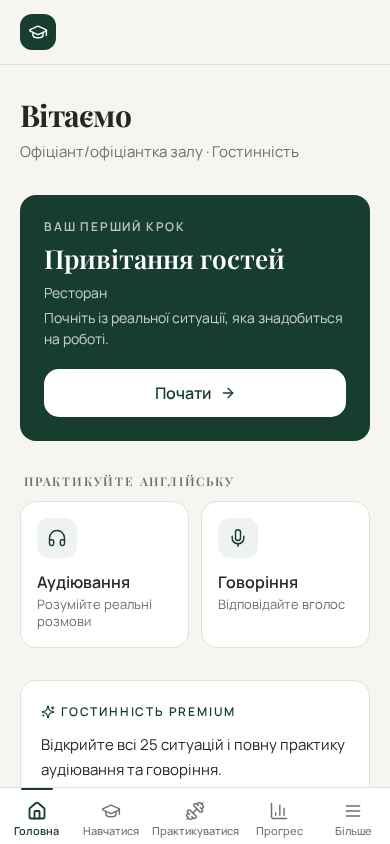 Вітаємо
Офіціант/офіціантка залу · Гостинність
ВАШ ПЕРШИЙ КРОК
Привітання гостей
Ресторан
Почніть із реальної ситуації, яка знадобиться
на роботі.
Почати
ПРАКТИКУЙТЕ АНГЛІЙСЬКУ
Аудіювання
Розумійте реальні
розмови
Говоріння
Відповідайте вголос
ГОСТИННІСТЬ PREMIUM
Відкрийте всі 25 ситуацій і повну практику
аудіювання та говоріння.
Головна
Навчатися
Практикуватися
Прогрес
Більше